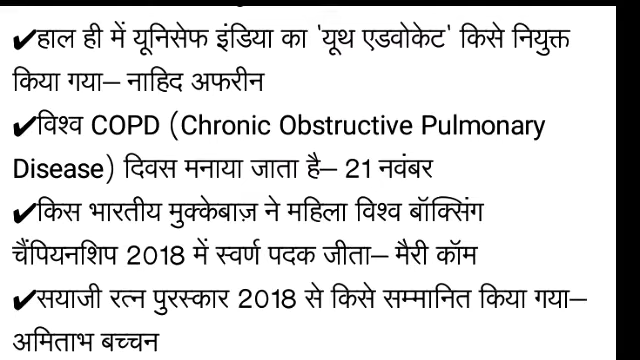 ✔हाल ही में यूनिसेफ इंडिया का 'यूथ एडवोकेट' किसे नियुक्त
किया गया– नाहिद अफरीन
✔विश्व COPD (Chronic Obstructive Pulmonary
Disease) दिवस मनाया जाता है– 21 नवंबर
✔किस भारतीय मुक्केबाज़ ने महिला विश्व बॉक्सिंग
चैंपियनशिप 2018 में स्वर्ण पदक जीता– मैरी कॉम
✔सयाजी रत्न पुरस्कार 2018 से किसे सम्मानित किया गया–
अमिताभ बच्चन